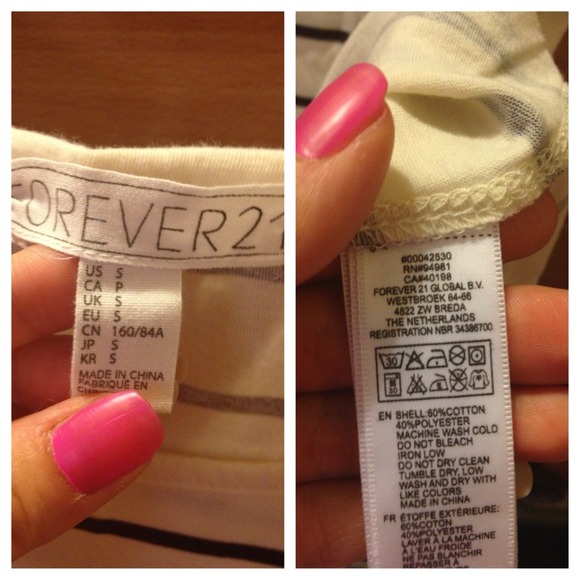 FOREVER21
US S
CA P
UK S
EU S
CN 160/84A
JP S
KR S
MADE IN CHINA
FABRIQUÉ EN
#00042530
RN#94981
CA#40198
FOREVER 21 GLOBAL B.V.
WESTBROEK 64-66
4822 ZW BREDA
THE NETHERLANDS
REGISTRATION NBR 34386700
30
30
EN SHELL:60%COTTON
40%POLYESTER
MACHINE WASH COLD
DO NOT BLEACH
IRON LOW
DO NOT DRY CLEAN
TUMBLE DRY, LOW
WASH AND DRY WITH
LIKE COLORS
MADE IN CHINA
FR ÉTOFFE EXTÉRIEURE:
60%COTTON
40%POLYESTER
LAVER À LA MACHINE
À L'EAU FROIDE
NE PAS BLANCHIR